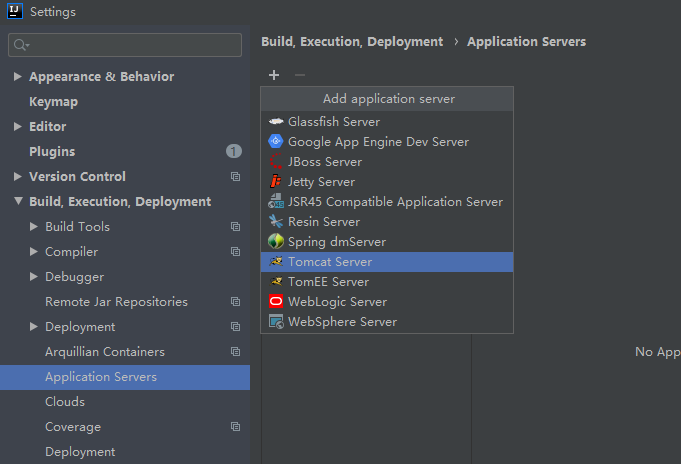 IJ
Settings
Appearance & Behavior
Keymap
Editor
Plugins
1
Version Control
Build, Execution, Deployment
Build Tools
Compiler
Debugger
Remote Jar Repositories
Deployment
Arquillian Containers
Application Servers
Clouds
Coverage
Deployment
Build, Execution, Deployment › Application Servers
+ −
Add application server
Glassfish Server
Google App Engine Dev Server
JBoss Server
Jetty Server
JSR45 Compatible Application Server
Resin Server
Spring dmServer
Tomcat Server
TomEE Server
WebLogic Server
WebSphere Server
No App